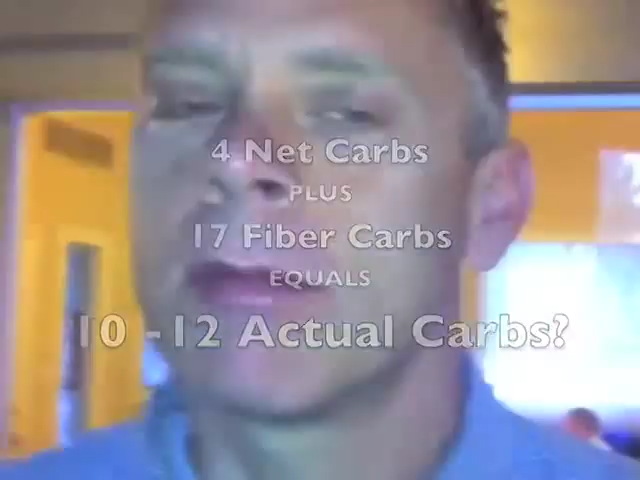 4 Net Carbs
PLUS
17 Fiber Carbs
EQUALS
10 -12 Actual Carbs?